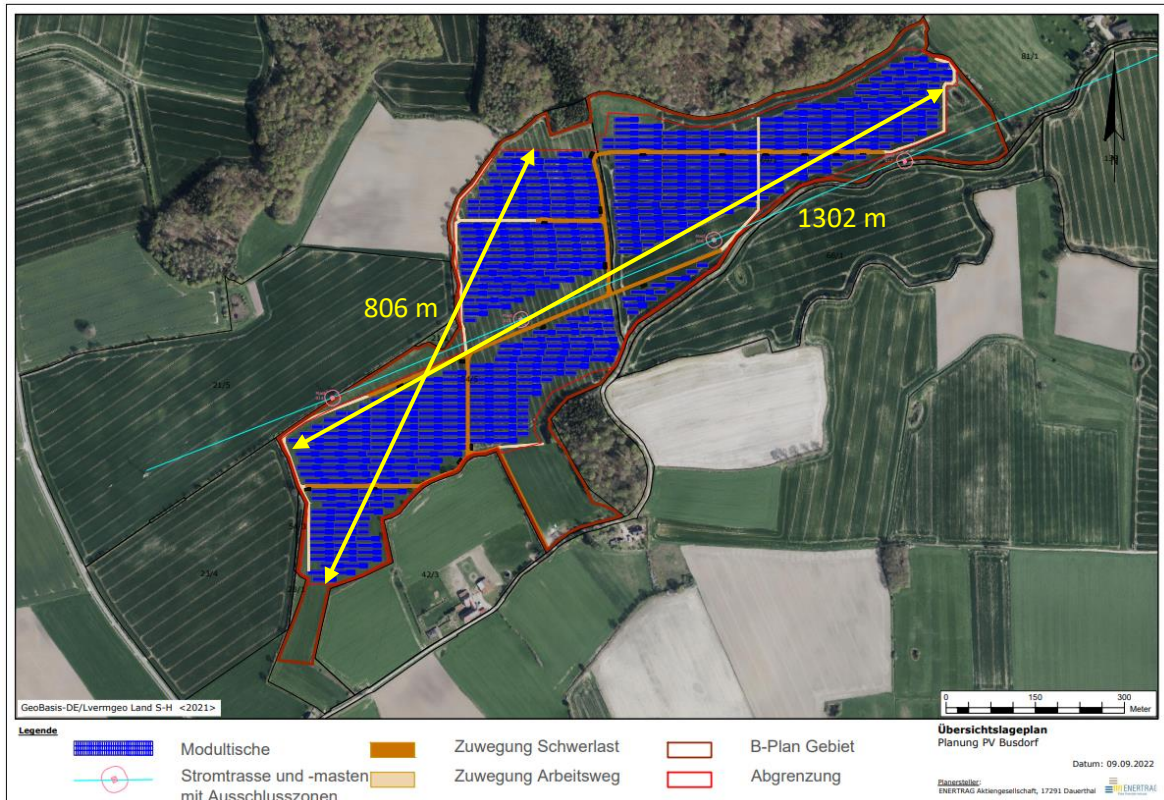 81/1
1302 m
806 m
21/5
21/4
42/3
GeoBasis-DE/Lvermgeo Land S-H <2021>
0 150 300
Meter
Legende
Modultische
Stromtrasse und -masten
mit Ausschlusszonen
Zuwegung Schwerlast
Zuwegung Arbeitsweg
B-Plan Gebiet
Abgrenzung
Übersichtslageplan
Planung PV Busdorf
Datum: 09.09.2022
Planersteller:
ENERTRAG Aktiengesellschaft, 17291 Dauerthal
ENERTRAG